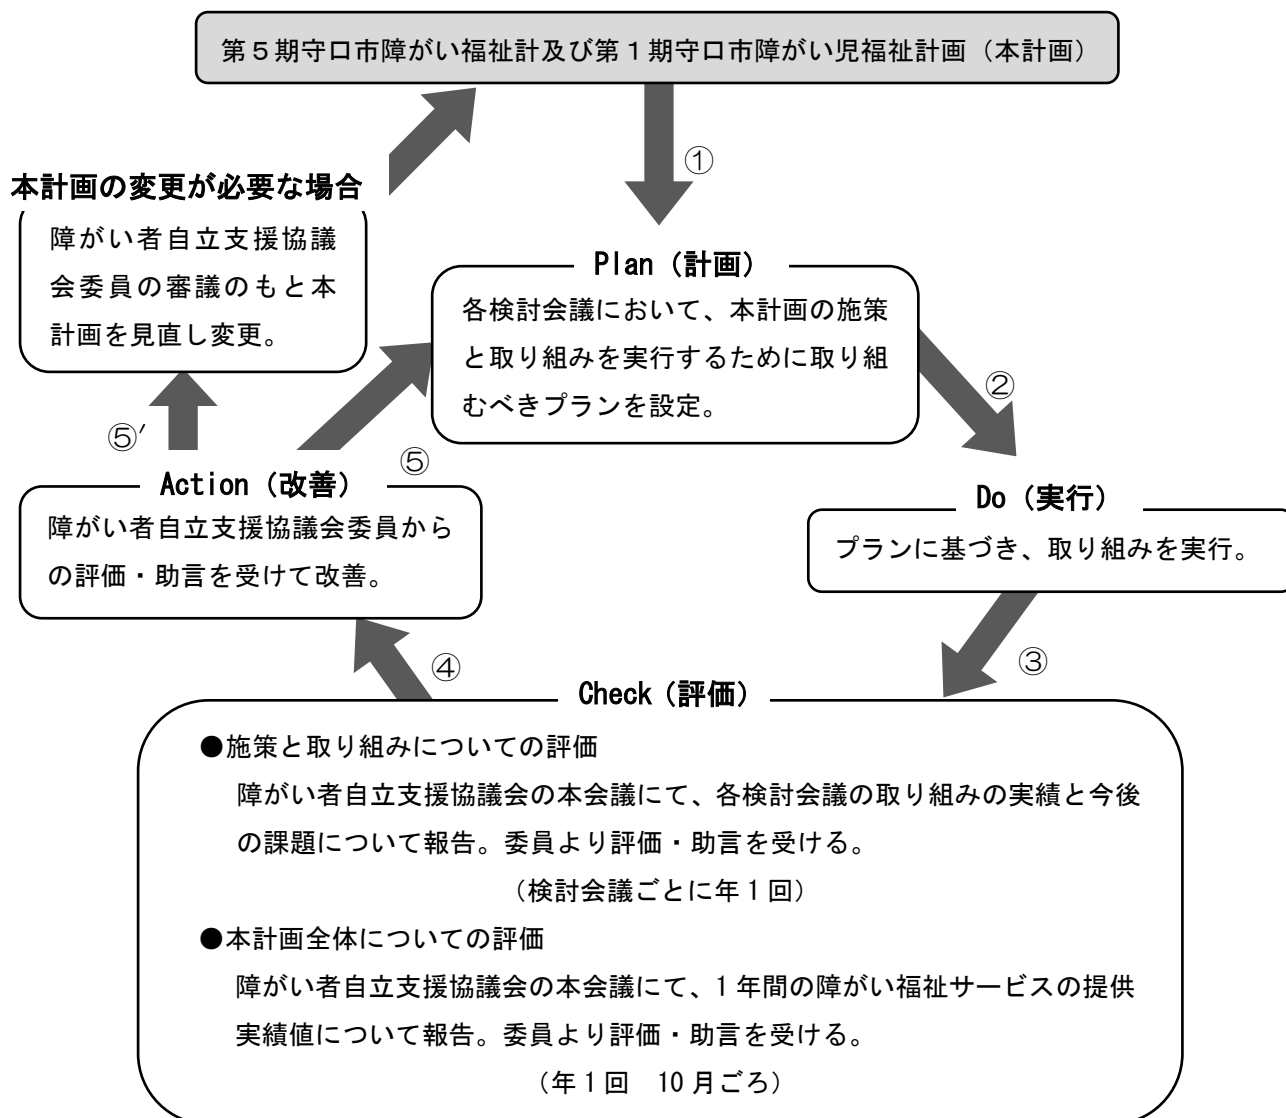 第５期守口市障がい福祉計及び第１期守口市障がい児福祉計画（本計画）
①
本計画の変更が必要な場合
障がい者自立支援協議
会委員の審議のもと本
計画を見直し変更。
Plan（計画）
各検討会議において、本計画の施策
と取り組みを実行するために取り組
むべきプランを設定。
②
⑤′
⑤
Action（改善）
障がい者自立支援協議会委員から
の評価・助言を受けて改善。
Do（実行）
プランに基づき、取り組みを実行。
③
④
Check（評価）
●施策と取り組みについての評価
障がい者自立支援協議会の本会議にて、各検討会議の取り組みの実績と今後
の課題について報告。委員より評価・助言を受ける。
（検討会議ごとに年１回）
●本計画全体についての評価
障がい者自立支援協議会の本会議にて、1 年間の障がい福祉サービスの提供
実績値について報告。委員より評価・助言を受ける。
（年１回　10 月ごろ）